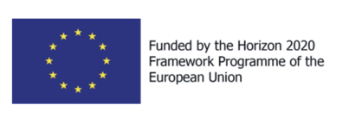 Funded by the Horizon 2020
Framework Programme of the
European Union